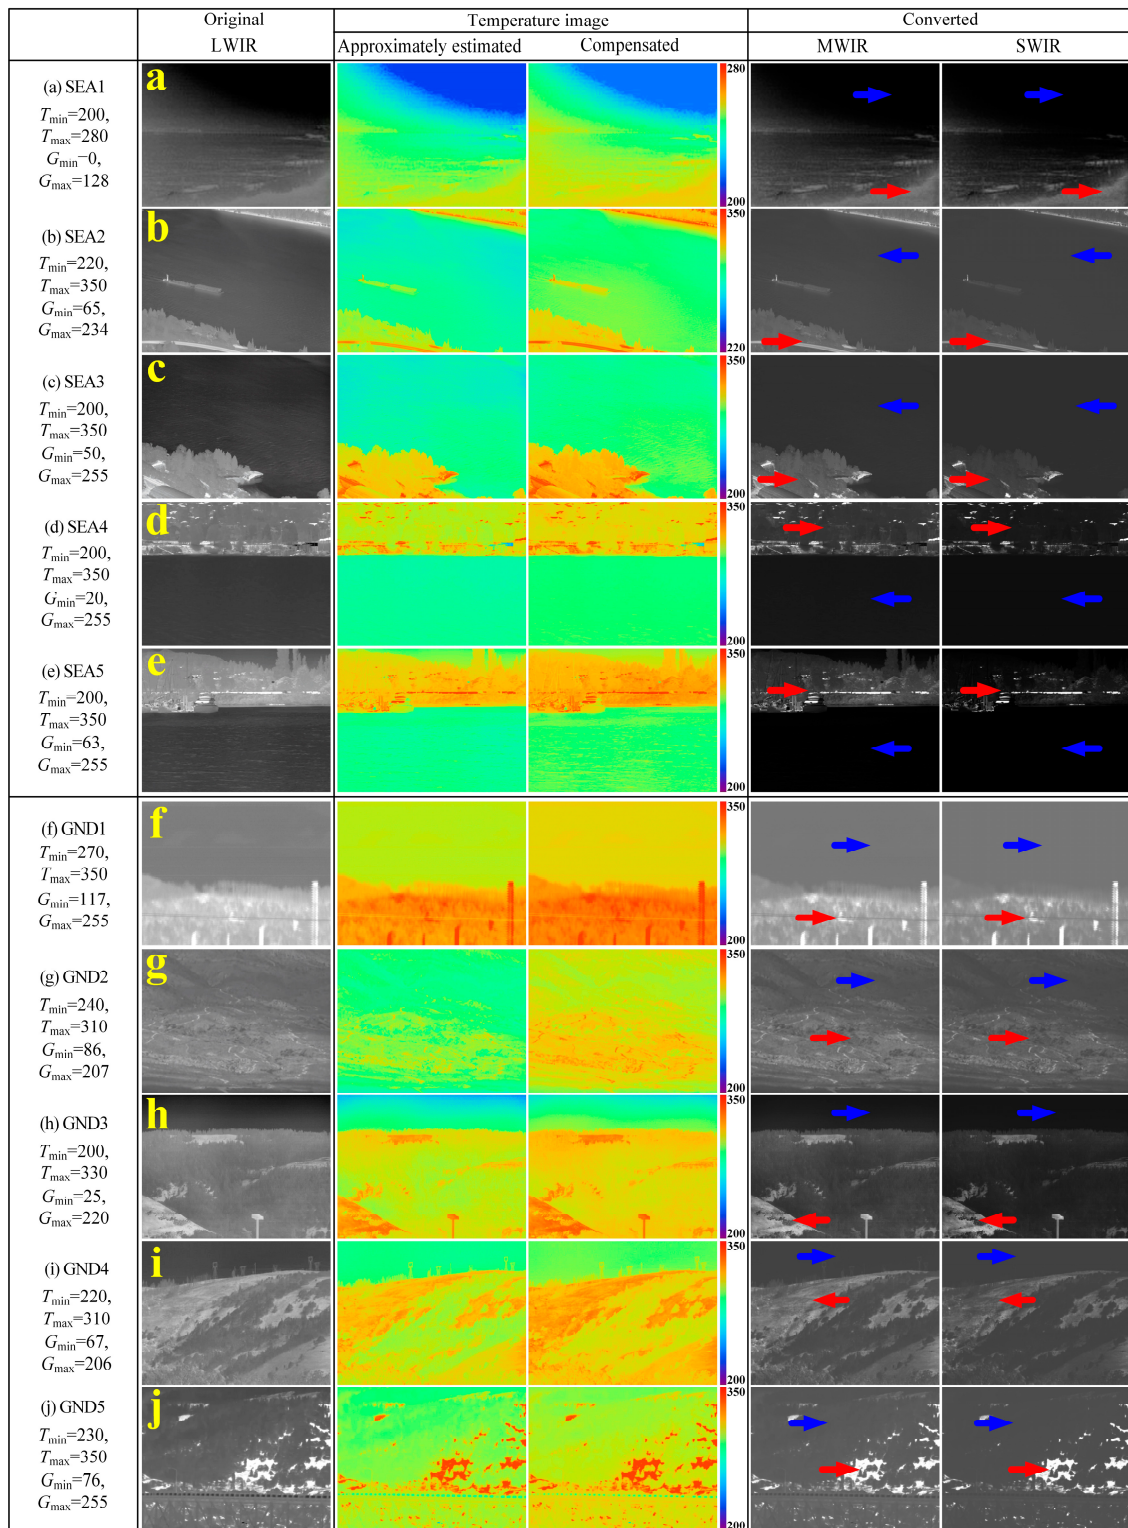 Original
Temperature image
Converted
LWIR
Approximately estimated
Compensated
MWIR
SWIR
(a) SEA1
Tmin=200,
Tmax=280
Gmin=0,
Gmax=128
a
280
200
(b) SEA2
Tmin=220,
Tmax=350
Gmin=65,
Gmax=234
b
350
220
(c) SEA3
Tmin=200,
Tmax=350
Gmin=50,
Gmax=255
c
350
200
(d) SEA4
Tmin=200,
Tmax=350
Gmin=20,
Gmax=255
d
350
200
(e) SEA5
Tmin=200,
Tmax=350
Gmin=63,
Gmax=255
e
350
200
(f) GND1
Tmin=270,
Tmax=350
Gmin=117,
Gmax=255
f
350
200
(g) GND2
Tmin=240,
Tmax=310
Gmin=86,
Gmax=207
g
350
200
(h) GND3
Tmin=200,
Tmax=330
Gmin=25,
Gmax=220
h
350
200
(i) GND4
Tmin=220,
Tmax=310
Gmin=67,
Gmax=206
i
350
200
(j) GND5
Tmin=230,
Tmax=350
Gmin=76,
Gmax=255
j
350
200